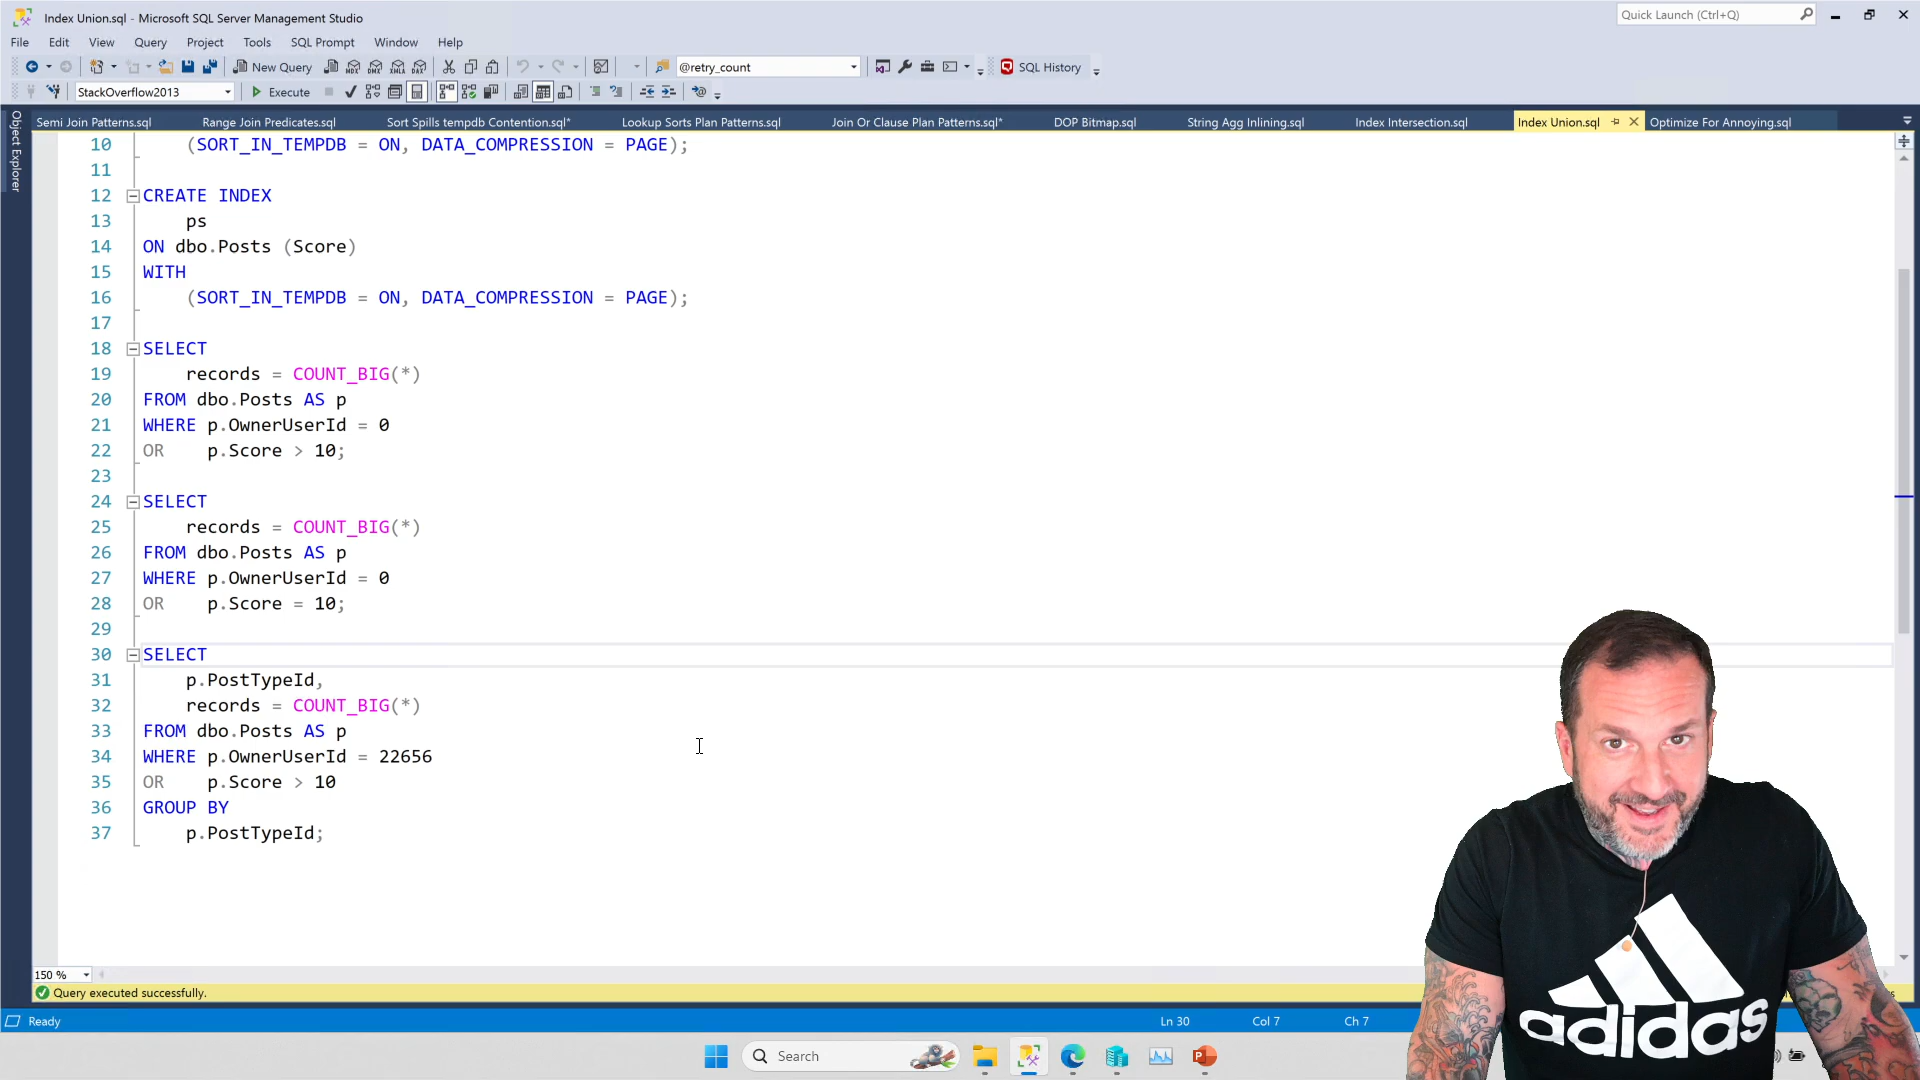 Index Union.sql - Microsoft SQL Server Management Studio
Quick Launch (Ctrl+Q)
File Edit View Query Project Tools SQL Prompt Window Help
New Query MDX DMX XMLA DAX @retry_count SQL History
StackOverflow2013 Execute
Semi Join Patterns.sql Range Join Predicates.sql Sort Spills tempdb Contention.sql* Lookup Sorts Plan Patterns.sql Join Or Clause Plan Patterns.sql* DOP Bitmap.sql String Agg Inlining.sql Index Intersection.sql Index Union.sql Optimize For Annoying.sql
Object Explorer
10 (SORT_IN_TEMPDB = ON, DATA_COMPRESSION = PAGE);
11
12 CREATE INDEX
13 ps
14 ON dbo.Posts (Score)
15 WITH
16 (SORT_IN_TEMPDB = ON, DATA_COMPRESSION = PAGE);
17
18 SELECT
19 records = COUNT_BIG(*)
20 FROM dbo.Posts AS p
21 WHERE p.OwnerUserId = 0
22 OR p.Score > 10;
23
24 SELECT
25 records = COUNT_BIG(*)
26 FROM dbo.Posts AS p
27 WHERE p.OwnerUserId = 0
28 OR p.Score = 10;
29
30 SELECT
31 p.PostTypeId,
32 records = COUNT_BIG(*)
33 FROM dbo.Posts AS p
34 WHERE p.OwnerUserId = 22656
35 OR p.Score > 10
36 GROUP BY
37 p.PostTypeId;
150 %
Query executed successfully.
Ready Ln 30 Col 7 Ch 7
Search
adidas